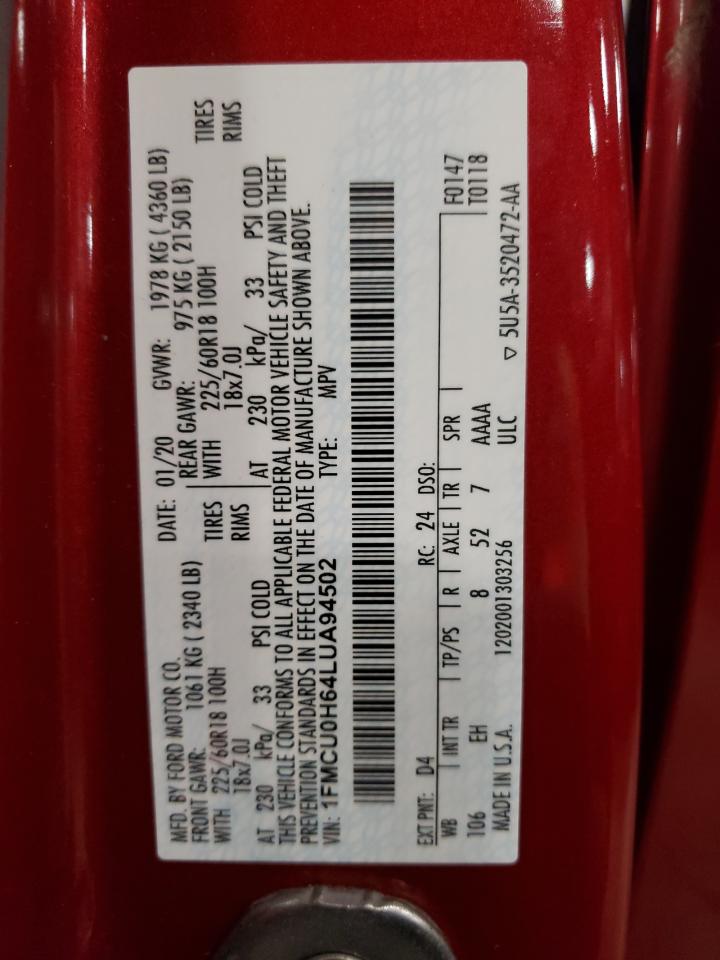 MFD. BY FORD MOTOR CO. DATE: 01/20 GVWR: 1978 KG ( 4360 LB)
FRONT GAWR: 1061 KG ( 2340 LB) REAR GAWR: 975 KG ( 2150 LB)
WITH 225/60R18 100H TIRES WITH 225/60R18 100H TIRES
18x7.0J RIMS 18x7.0J RIMS
AT 230 kPa/ 33 PSI COLD AT 230 kPa/ 33 PSI COLD
THIS VEHICLE CONFORMS TO ALL APPLICABLE FEDERAL MOTOR VEHICLE SAFETY AND THEFT
PREVENTION STANDARDS IN EFFECT ON THE DATE OF MANUFACTURE SHOWN ABOVE.
VIN: 1FMCU0H64LUA94502 TYPE: MPV
EXT PNT: D4 RC: 24 DSO: F0147
WB INT TR TP/PS R AXLE TR SPR T0118
106 EH 8 52 7 AAAA
MADE IN U.S.A. 1202001303256 ULC ▽ 5U5A-3520472-AA